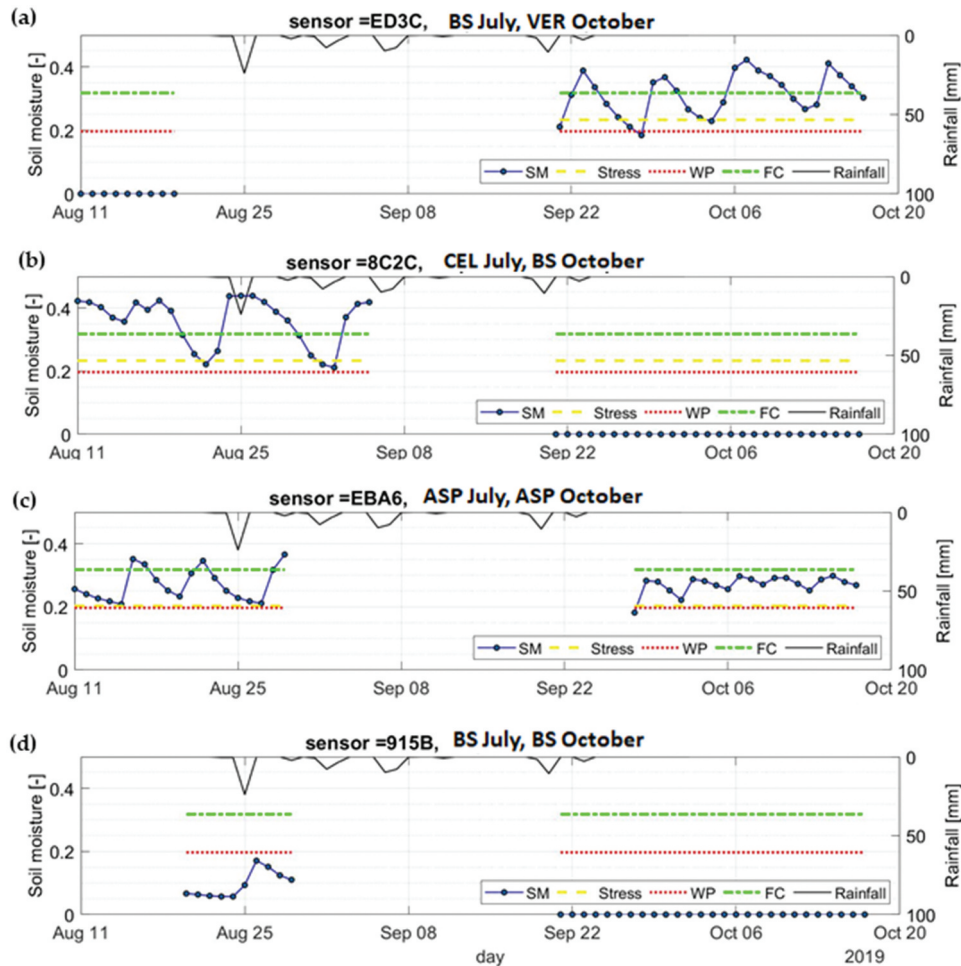 (a)
sensor =ED3C, BS July, VER October
Soil moisture [-]
0.4
0.2
0
0
50
100
Rainfall [mm]
SM Stress WP FC Rainfall
Aug 11 Aug 25 Sep 08 Sep 22 Oct 06 Oct 20
(b)
sensor =8C2C, CEL July, BS October
Soil moisture [-]
0.4
0.2
0
0
50
100
Rainfall [mm]
SM Stress WP FC Rainfall
Aug 11 Aug 25 Sep 08 Sep 22 Oct 06 Oct 20
(c)
sensor =EBA6, ASP July, ASP October
Soil moisture [-]
0.4
0.2
0
0
50
100
Rainfall [mm]
SM Stress WP FC Rainfall
Aug 11 Aug 25 Sep 08 Sep 22 Oct 06 Oct 20
(d)
sensor =915B, BS July, BS October
Soil moisture [-]
0.4
0.2
0
0
50
100
Rainfall [mm]
SM Stress WP FC Rainfall
Aug 11 Aug 25 Sep 08 Sep 22 Oct 06 Oct 20
day 2019